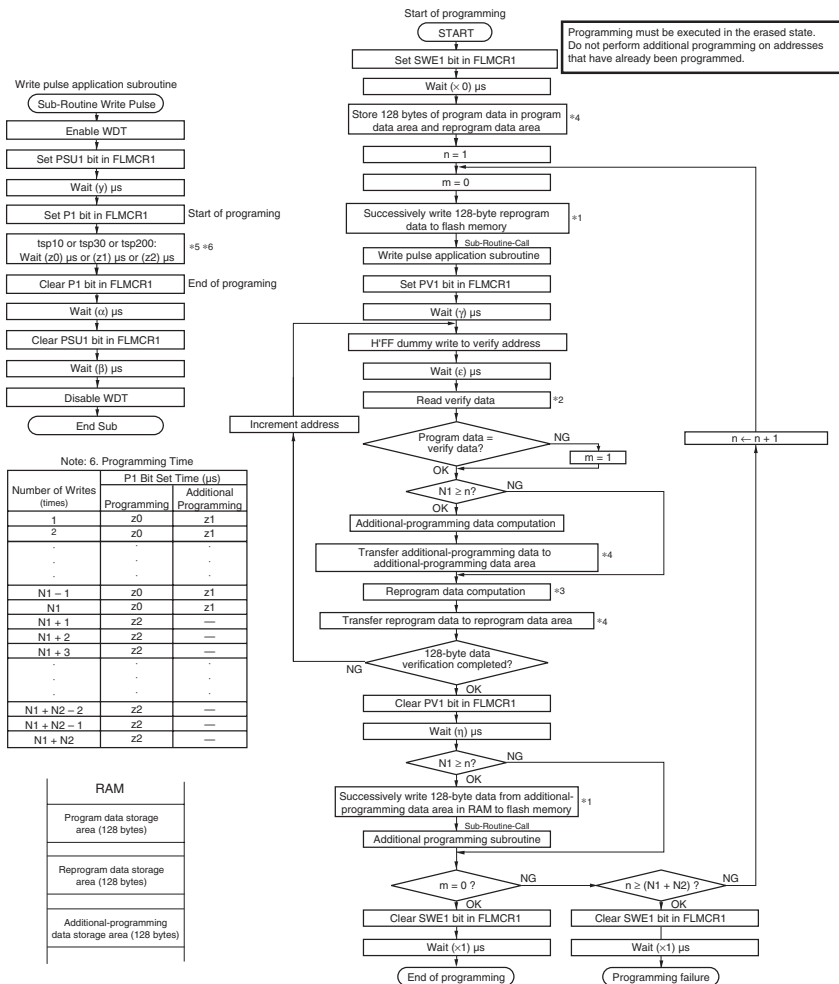 Start of programming
START
Programming must be executed in the erased state.
Do not perform additional programming on addresses
that have already been programmed.
Set SWE1 bit in FLMCR1
Wait (×0) μs
Store 128 bytes of program data in program
data area and reprogram data area
*4
n = 1
m = 0
Successively write 128-byte reprogram
data to flash memory
*1
Sub-Routine-Call
Write pulse application subroutine
Set PV1 bit in FLMCR1
Wait (γ) μs
H'FF dummy write to verify address
Wait (ε) μs
Read verify data
*2
Increment address
n ← n + 1
Program data =
verify data?
NG
m = 1
OK
N1 ≥ n?
NG
OK
Additional-programming data computation
Transfer additional-programming data to
additional-programming data area
*4
Reprogram data computation
*3
Transfer reprogram data to reprogram data area
*4
128-byte data
verification completed?
NG
OK
Clear PV1 bit in FLMCR1
Wait (η) μs
N1 ≥ n?
NG
OK
Successively write 128-byte data from additional-
programming data area in RAM to flash memory
*1
Sub-Routine-Call
Additional programming subroutine
m = 0 ?
NG
n ≥ (N1 + N2) ?
NG
OK
OK
Clear SWE1 bit in FLMCR1
Clear SWE1 bit in FLMCR1
Wait (×1) μs
Wait (×1) μs
End of programming
Programming failure
Write pulse application subroutine
Sub-Routine Write Pulse
Enable WDT
Set PSU1 bit in FLMCR1
Wait (y) μs
Set P1 bit in FLMCR1
Start of programing
tsp10 or tsp30 or tsp200:
Wait (z0) μs or (z1) μs or (z2) μs
*5 *6
Clear P1 bit in FLMCR1
End of programing
Wait (α) μs
Clear PSU1 bit in FLMCR1
Wait (β) μs
Disable WDT
End Sub
Note: 6. Programming Time
Number of Writes
(times)
P1 Bit Set Time (μs)
Programming
Additional
Programming
1 z0 z1
2 z0 z1
. . .
. . .
. . .
N1 – 1 z0 z1
N1 z0 z1
N1 + 1 z2 —
N1 + 2 z2 —
N1 + 3 z2 —
. . .
. . .
. . .
N1 + N2 – 2 z2 —
N1 + N2 – 1 z2 —
N1 + N2 z2 —
RAM
Program data storage
area (128 bytes)
Reprogram data storage
area (128 bytes)
Additional-programming
data storage area (128 bytes)